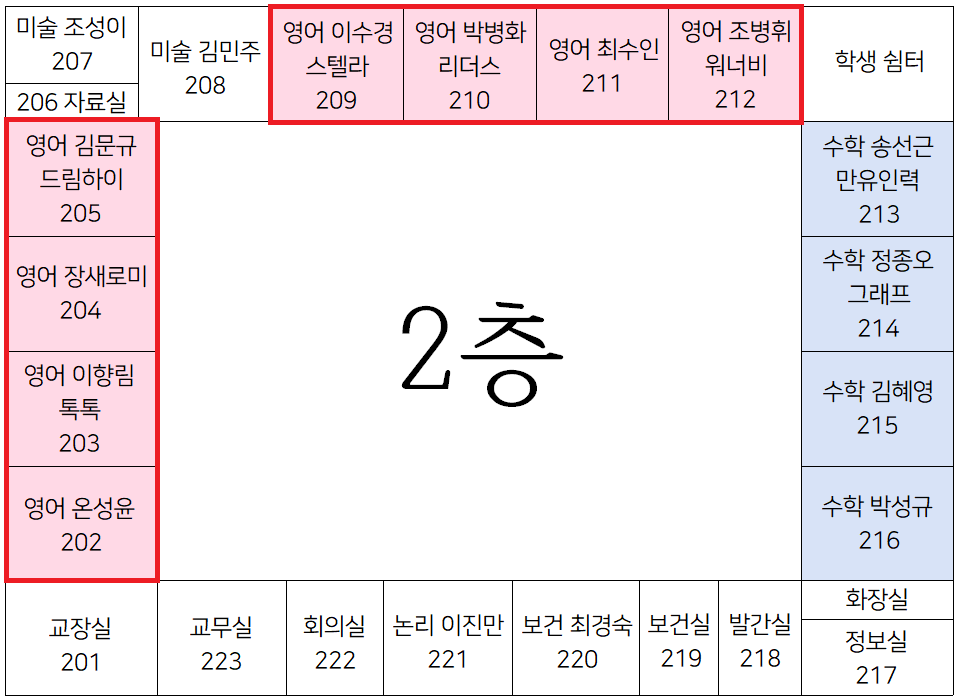 미술 조성이
207
206 자료실
미술 김민주
208
영어 이수경
스텔라
209
영어 박병화
리더스
210
영어 최수인
211
영어 조병휘
워너비
212
학생 쉼터
영어 김문규
드림하이
205
영어 장새로미
204
영어 이향림
톡톡
203
영어 온성윤
202
2층
수학 송선근
만유인력
213
수학 정종오
그래프
214
수학 김혜영
215
수학 박성규
216
교장실
201
교무실
223
회의실
222
논리 이진만
221
보건 최경숙
220
보건실
219
발간실
218
화장실
정보실
217